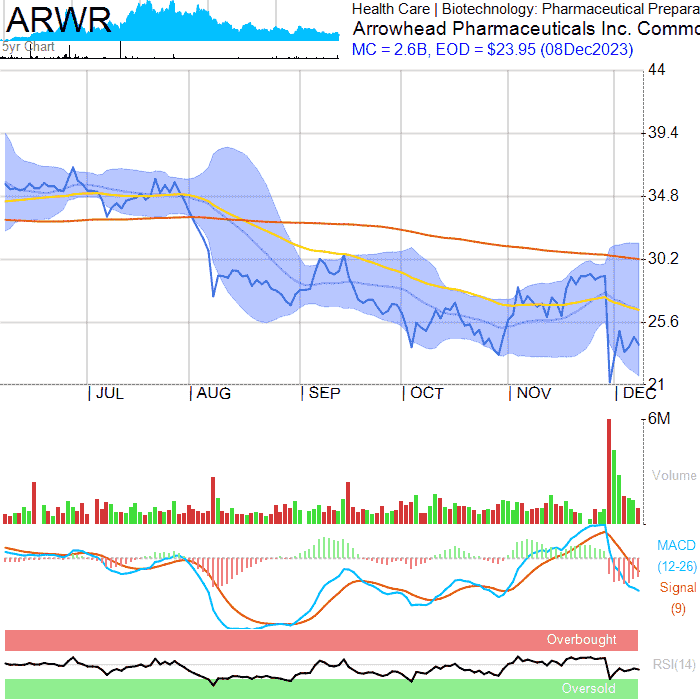 ARWR
5yr Chart
Health Care | Biotechnology: Pharmaceutical Prepara
Arrowhead Pharmaceuticals Inc. Commo
MC = 2.6B, EOD = $23.95 (08Dec2023)
44
39.4
34.8
30.2
25.6
21
JUL AUG SEP OCT NOV DEC
6M
Volume
MACD
(12-26)
Signal
(9)
Overbought
RSI(14)
Oversold